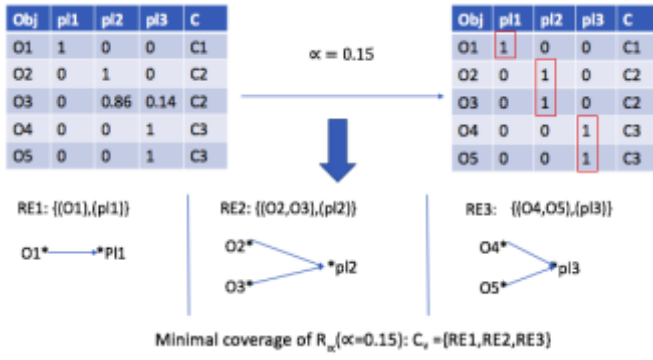 Obj pl1 pl2 pl3 C
O1 1 0 0 C1
O2 0 1 0 C2
O3 0 0.86 0.14 C2
O4 0 0 1 C3
O5 0 0 1 C3
∝ = 0.15
Obj pl1 pl2 pl3 C
O1 1 0 0 C1
O2 0 1 0 C2
O3 0 1 0 C2
O4 0 0 1 C3
O5 0 0 1 C3
RE1: {(O1),(pl1)}
O1* *Pl1
RE2: {(O2,O3),(pl2)}
O2*
*pl2
O3*
RE3: {(O4,O5),(pl3)}
O4*
*pl3
O5*
Minimal coverage of R∝(∝=0.15): Cᵣ ={RE1,RE2,RE3}